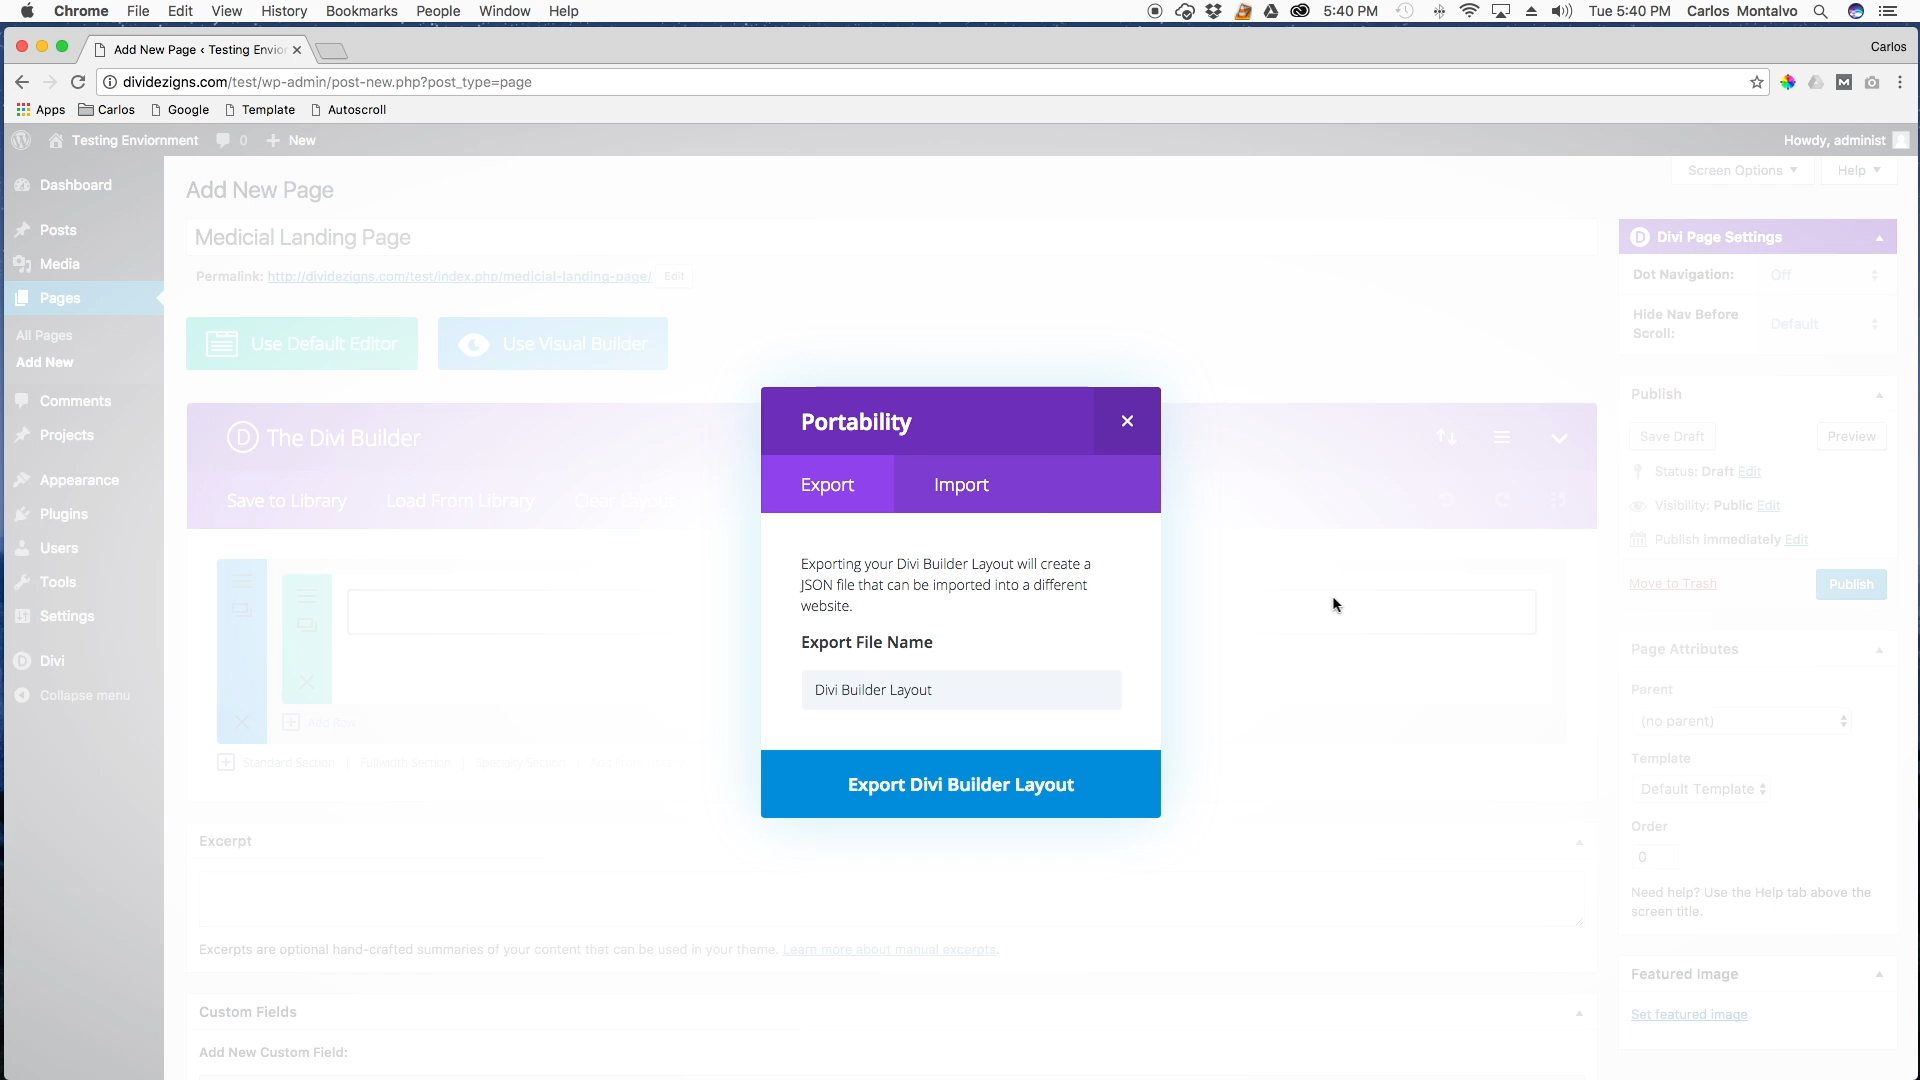 Chrome File Edit View History Bookmarks People Window Help 5:40 PM Tue 5:40 PM Carlos Montalvo
Add New Page ‹ Testing Envior
Carlos
dividezigns.com/test/wp-admin/post-new.php?post_type=page
Apps Carlos Google Template Autoscroll
Testing Enviornment 0 New Howdy, administ
Screen Options Help
Dashboard
Posts
Media
Pages
All Pages
Add New
Comments
Projects
Appearance
Plugins
Users
Tools
Settings
Divi
Collapse menu
Add New Page
Medicial Landing Page
Permalink: http://dividezigns.com/test/index.php/medicial-landing-page/ Edit
Use Default Editor Use Visual Builder
The Divi Builder
Save to Library Load From Library Clear Layout
Add Row
Standard Section Fullwidth Section Specialty Section
Portability
Export Import
Exporting your Divi Builder Layout will create a
JSON file that can be imported into a different
website.
Export File Name
Divi Builder Layout
Export Divi Builder Layout
Excerpt
Excerpts are optional hand-crafted summaries of your content that can be used in your theme. Learn more about manual excerpts.
Custom Fields
Add New Custom Field:
Divi Page Settings
Dot Navigation: Off
Hide Nav Before
Scroll:
Default
Publish
Save Draft Preview
Status: Draft Edit
Visibility: Public Edit
Publish immediately Edit
Move to Trash Publish
Page Attributes
Parent
(no parent)
Template
Default Template
Order
0
Need help? Use the Help tab above the
screen title.
Featured Image
Set featured image